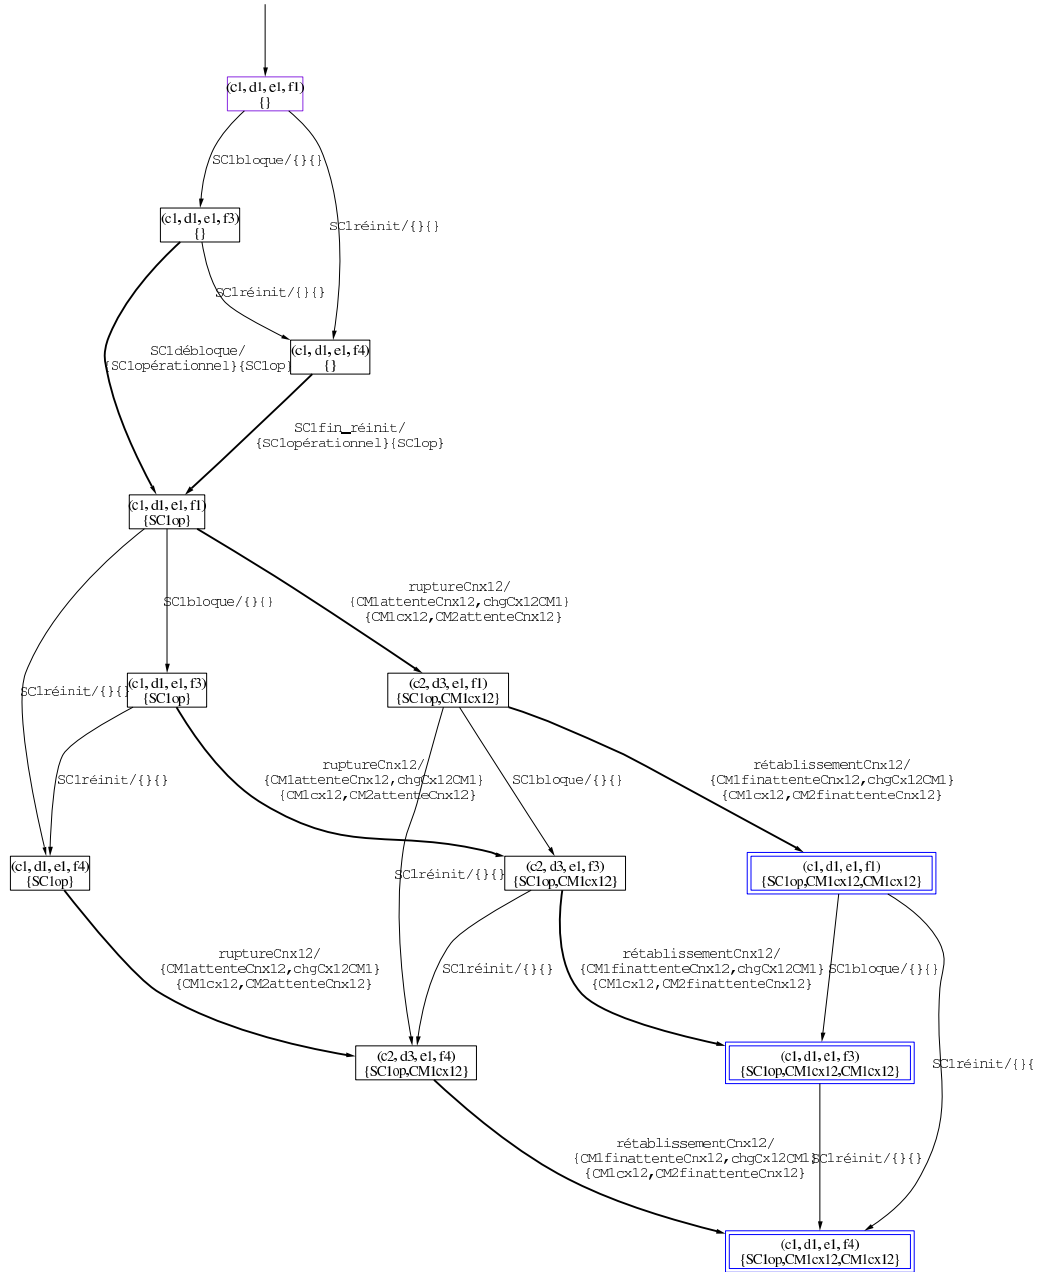 (c1, d1, e1, f1)
{}
SC1bloque/{}{}
(c1, d1, e1, f3)
{}
SC1réinit/{}{}
SC1réinit/{}{}
SC1débloque/
{SC1opérationnel}{SC1op}
(c1, d1, e1, f4)
{}
SC1fin_réinit/
{SC1opérationnel}{SC1op}
(c1, d1, e1, f1)
{SC1op}
ruptureCnx12/
{CM1attenteCnx12,chgCx12CM1}
{CM1cx12,CM2attenteCnx12}
SC1bloque/{}{}
SC1réinit/{}{}
(c1, d1, e1, f3)
{SC1op}
(c2, d3, e1, f1)
{SC1op,CM1cx12}
SC1réinit/{}{}
ruptureCnx12/
{CM1attenteCnx12,chgCx12CM1}
{CM1cx12,CM2attenteCnx12}
SC1bloque/{}{}
rétablissementCnx12/
{CM1finattenteCnx12,chgCx12CM1}
{CM1cx12,CM2finattenteCnx12}
(c1, d1, e1, f4)
{SC1op}
SC1réinit/{}{}
(c2, d3, e1, f3)
{SC1op,CM1cx12}
(c1, d1, e1, f1)
{SC1op,CM1cx12,CM1cx12}
ruptureCnx12/
{CM1attenteCnx12,chgCx12CM1}
{CM1cx12,CM2attenteCnx12}
SC1réinit/{}{}
rétablissementCnx12/
{CM1finattenteCnx12,chgCx12CM1}
{CM1cx12,CM2finattenteCnx12}
SC1bloque/{}{}
(c2, d3, e1, f4)
{SC1op,CM1cx12}
(c1, d1, e1, f3)
{SC1op,CM1cx12,CM1cx12}
SC1réinit/{}{
rétablissementCnx12/
{CM1finattenteCnx12,chgCx12CM1}
{CM1cx12,CM2finattenteCnx12}
SC1réinit/{}{}
(c1, d1, e1, f4)
{SC1op,CM1cx12,CM1cx12}